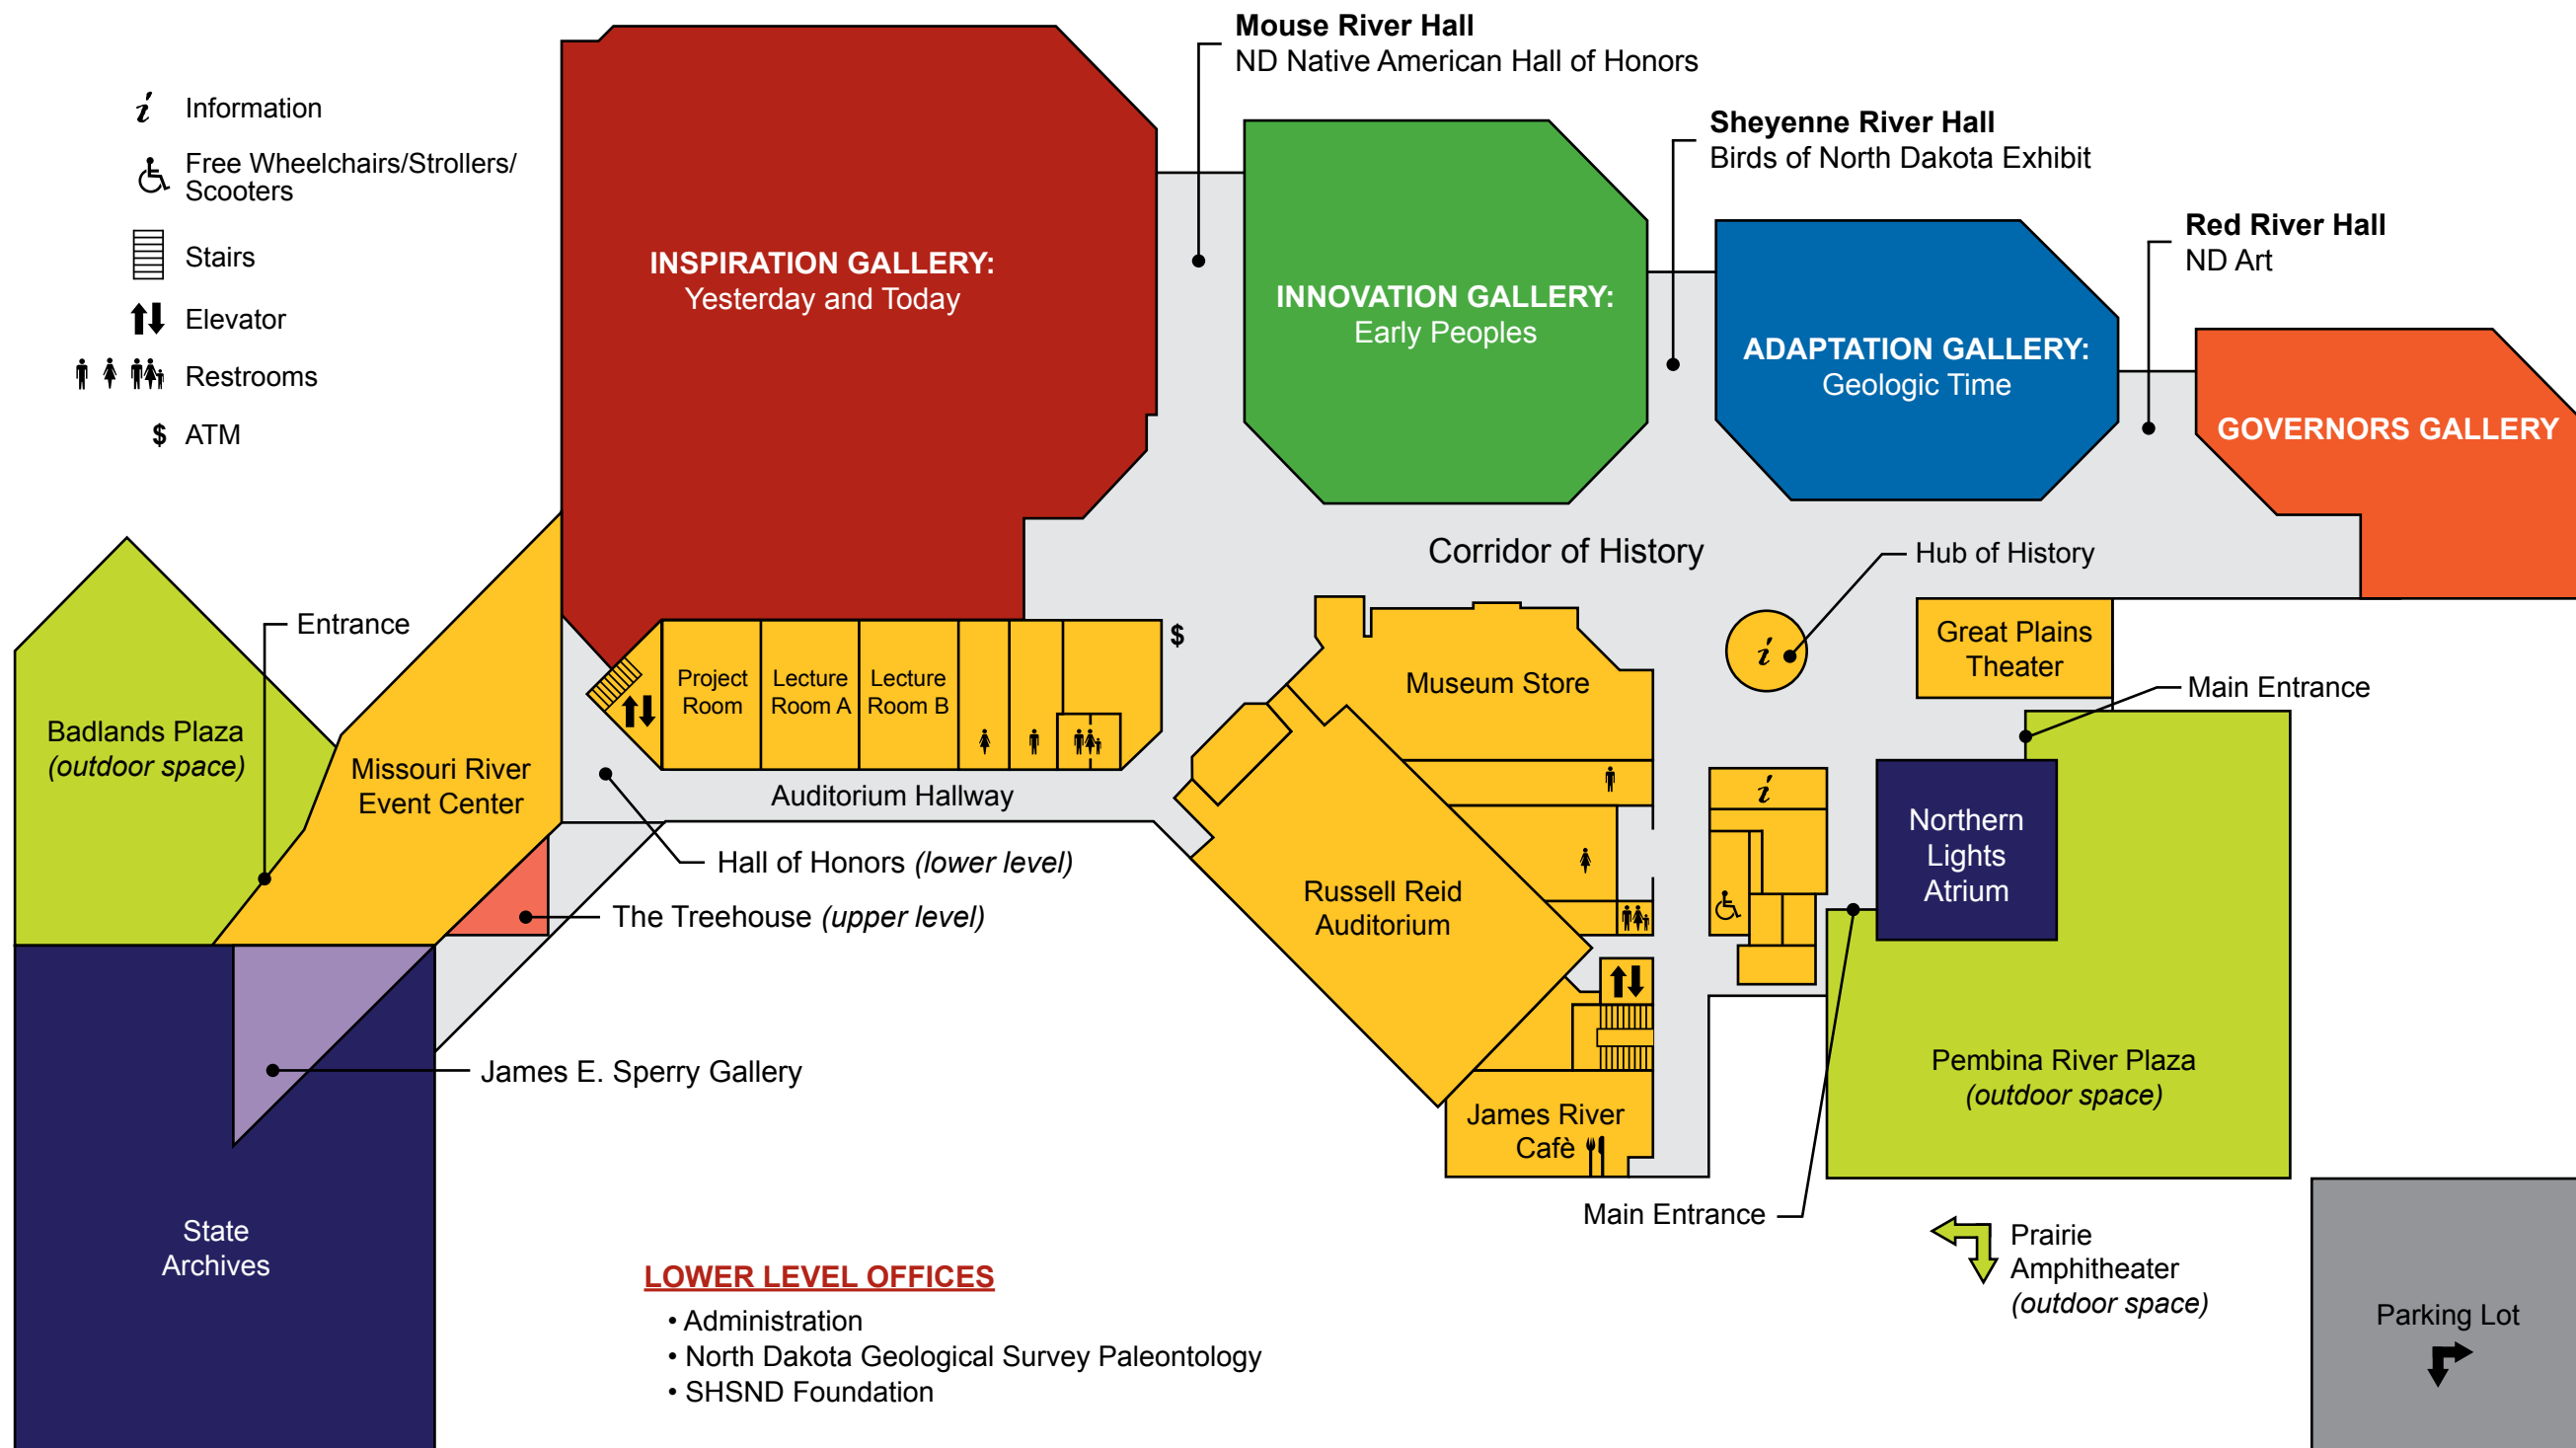 Mouse River Hall
ND Native American Hall of Honors
i Information
Free Wheelchairs/Strollers/
Scooters
Stairs
Elevator
Restrooms
$ ATM
Sheyenne River Hall
Birds of North Dakota Exhibit
Red River Hall
ND Art
INSPIRATION GALLERY:
Yesterday and Today
INNOVATION GALLERY:
Early Peoples
ADAPTATION GALLERY:
Geologic Time
GOVERNORS GALLERY
Corridor of History
Hub of History
i
Entrance
$
Great Plains
Theater
Main Entrance
Project
Room
Lecture
Room A
Lecture
Room B
Museum Store
Badlands Plaza
(outdoor space)
Missouri River
Event Center
Auditorium Hallway
i
Northern
Lights
Atrium
Hall of Honors (lower level)
The Treehouse (upper level)
Russell Reid
Auditorium
James E. Sperry Gallery
Pembina River Plaza
(outdoor space)
James River
Cafè
Main Entrance
State
Archives
Prairie
Amphitheater
(outdoor space)
Parking Lot
LOWER LEVEL OFFICES
• Administration
• North Dakota Geological Survey Paleontology
• SHSND Foundation